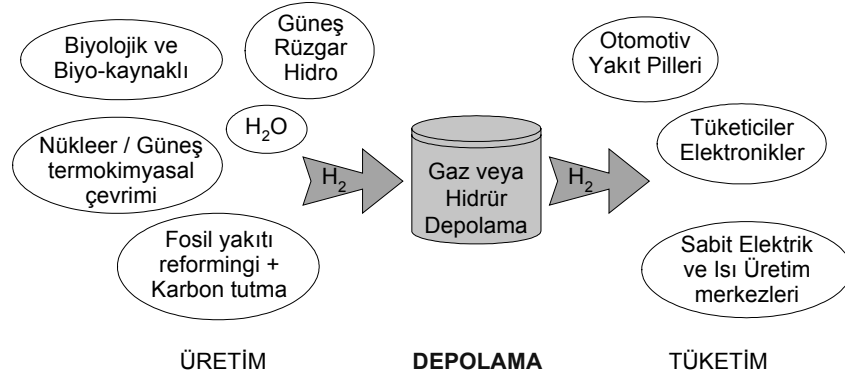 Biyolojik ve
Biyo-kaynaklı
Güneş
Rüzgar
Hidro
H₂O
Nükleer / Güneş
termokimyasal
çevrimi
Fosil yakıtı
reformingi +
Karbon tutma
H₂
Gaz veya
Hidrür
Depolama
H₂
Otomotiv
Yakıt Pilleri
Tüketiciler
Elektronikler
Sabit Elektrik
ve Isı Üretim
merkezleri
ÜRETİM
DEPOLAMA
TÜKETİM